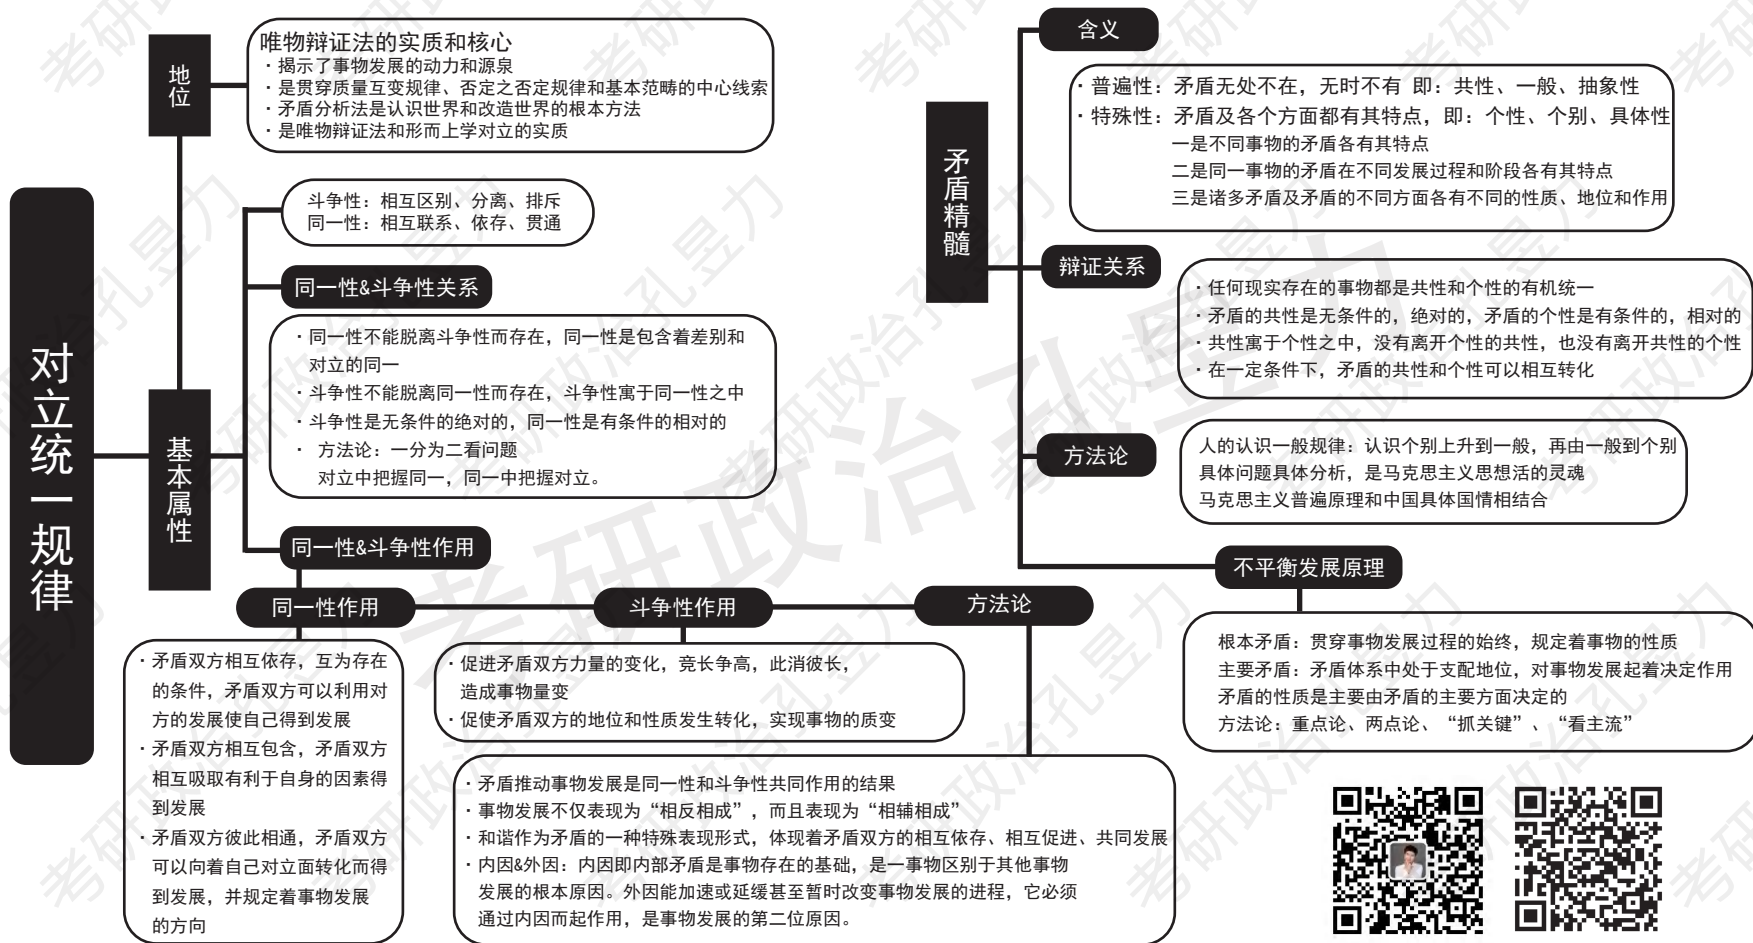 对立统一规律
地位
唯物辩证法的实质和核心
· 揭示了事物发展的动力和源泉
· 是贯穿质量互变规律、否定之否定规律和基本范畴的中心线索
· 矛盾分析法是认识世界和改造世界的根本方法
· 是唯物辩证法和形而上学对立的实质
基本属性
斗争性：相互区别、分离、排斥
同一性：相互联系、依存、贯通
同一性&斗争性关系
· 同一性不能脱离斗争性而存在，同一性是包含着差别和
对立的同一
· 斗争性不能脱离同一性而存在，斗争性寓于同一性之中
· 斗争性是无条件的绝对的，同一性是有条件的相对的
· 方法论：一分为二看问题
对立中把握同一，同一中把握对立。
同一性&斗争性作用
同一性作用
· 矛盾双方相互依存，互为存在
的条件，矛盾双方可以利用对
方的发展使自己得到发展
· 矛盾双方相互包含，矛盾双方
相互吸取有利于自身的因素得
到发展
· 矛盾双方彼此相通，矛盾双方
可以向着自己对立面转化而得
到发展，并规定着事物发展
的方向
斗争性作用
· 促进矛盾双方力量的变化，竞长争高，此消彼长，
造成事物量变
· 促使矛盾双方的地位和性质发生转化，实现事物的质变
方法论
· 矛盾推动事物发展是同一性和斗争性共同作用的结果
· 事物发展不仅表现为“相反相成”，而且表现为“相辅相成”
· 和谐作为矛盾的一种特殊表现形式，体现着矛盾双方的相互依存、相互促进、共同发展
· 内因&外因：内因即内部矛盾是事物存在的基础，是一事物区别于其他事物
发展的根本原因。外因能加速或延缓甚至暂时改变事物发展的进程，它必须
通过内因而起作用，是事物发展的第二位原因。
矛盾精髓
含义
· 普遍性：矛盾无处不在，无时不有 即：共性、一般、抽象性
· 特殊性：矛盾及各个方面都有其特点，即：个性、个别、具体性
一是不同事物的矛盾各有其特点
二是同一事物的矛盾在不同发展过程和阶段各有其特点
三是诸多矛盾及矛盾的不同方面各有不同的性质、地位和作用
辩证关系
· 任何现实存在的事物都是共性和个性的有机统一
· 矛盾的共性是无条件的，绝对的，矛盾的个性是有条件的，相对的
· 共性寓于个性之中，没有离开个性的共性，也没有离开共性的个性
· 在一定条件下，矛盾的共性和个性可以相互转化
方法论
人的认识一般规律：认识个别上升到一般，再由一般到个别
具体问题具体分析，是马克思主义思想活的灵魂
马克思主义普遍原理和中国具体国情相结合
不平衡发展原理
根本矛盾：贯穿事物发展过程的始终，规定着事物的性质
主要矛盾：矛盾体系中处于支配地位，对事物发展起着决定作用
矛盾的性质是主要由矛盾的主要方面决定的
方法论：重点论、两点论、“抓关键”、“看主流”
考研政治孔昱力